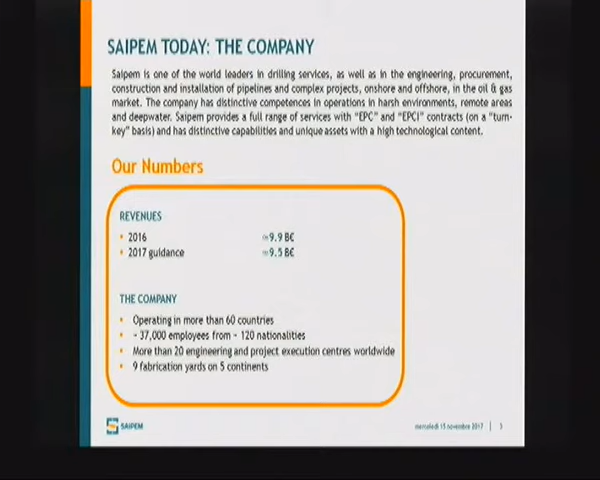 SAIPEM TODAY: THE COMPANY
Saipem is one of the world leaders in drilling services, as well as in the engineering, procurement,
construction and installation of pipelines and complex projects, onshore and offshore, in the oil & gas
market. The company has distinctive competences in operations in harsh environments, remote areas
and deepwater. Saipem provides a full range of services with "EPC" and "EPCI" contracts (on a "turn-
key" basis) and has distinctive capabilities and unique assets with a high technological content.
Our Numbers
REVENUES
• 2016 ≈9.9 B€
• 2017 guidance ≈9.5 B€
THE COMPANY
• Operating in more than 60 countries
• ~ 37,000 employees from ~ 120 nationalities
• More than 20 engineering and project execution centres worldwide
• 9 fabrication yards on 5 continents
SAIPEM
mercoledì 15 novembre 2017 | 3